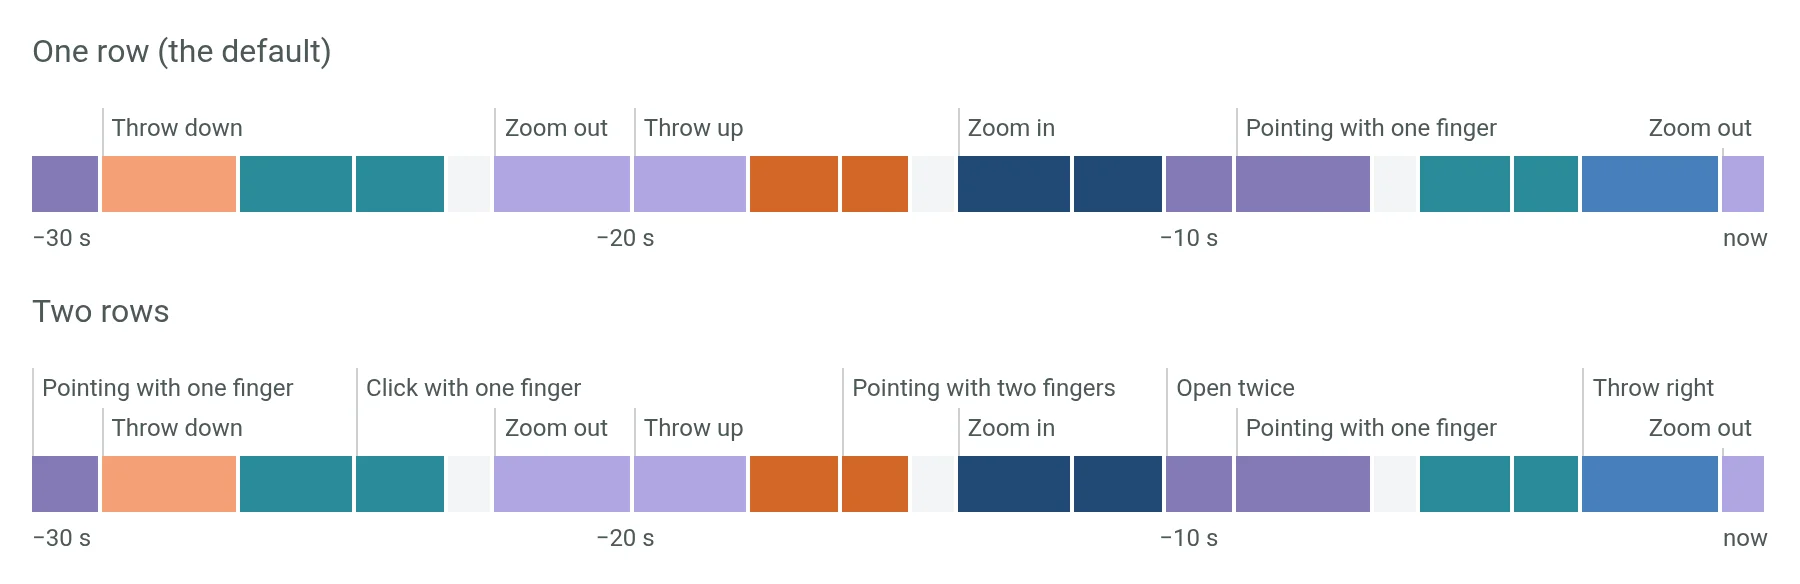 One row (the default)
Throw down Zoom out Throw up Zoom in Pointing with one finger Zoom out
−30 s −20 s −10 s now
Two rows
Pointing with one finger Click with one finger Pointing with two fingers Open twice Throw right
Throw down Zoom out Throw up Zoom in Pointing with one finger Zoom out
−30 s −20 s −10 s now